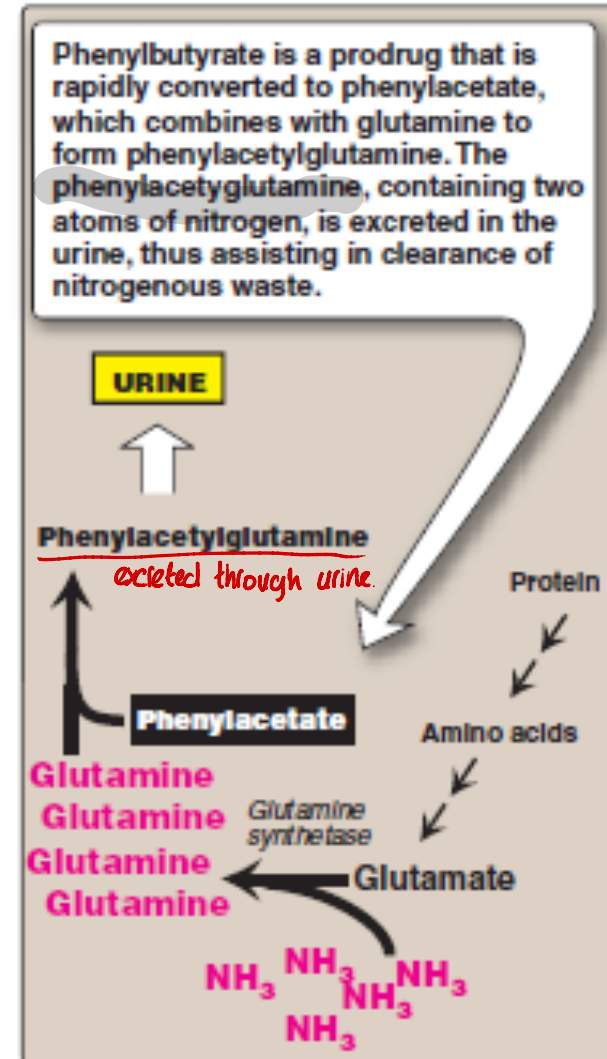 Phenylbutyrate is a prodrug that is
rapidly converted to phenylacetate,
which combines with glutamine to
form phenylacetylglutamine. The
phenylacetyglutamine, containing two
atoms of nitrogen, is excreted in the
urine, thus assisting in clearance of
nitrogenous waste.
URINE
Phenylacetylglutamine
excreted through urine.
Protein
Phenylacetate
Amino acids
Glutamine
Glutamine
Glutamine
synthetase
Glutamine
Glutamate
Glutamine
NH₃ NH₃ NH₃
NH₃
NH₃